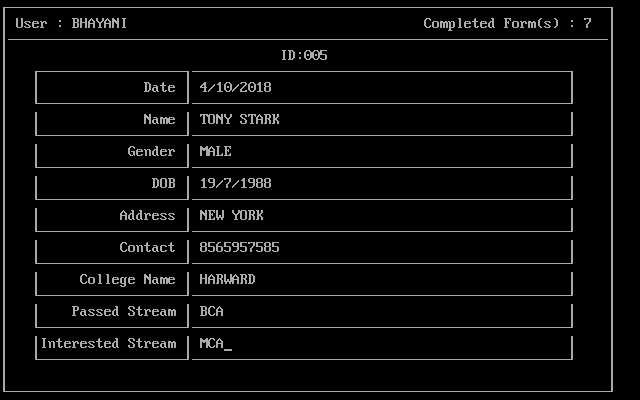 User : BHAYANI Completed Form(s) : 7
ID:005
Date 4/10/2018
Name TONY STARK
Gender MALE
DOB 19/7/1988
Address NEW YORK
Contact 8565957585
College Name HARWARD
Passed Stream BCA
Interested Stream MCA_